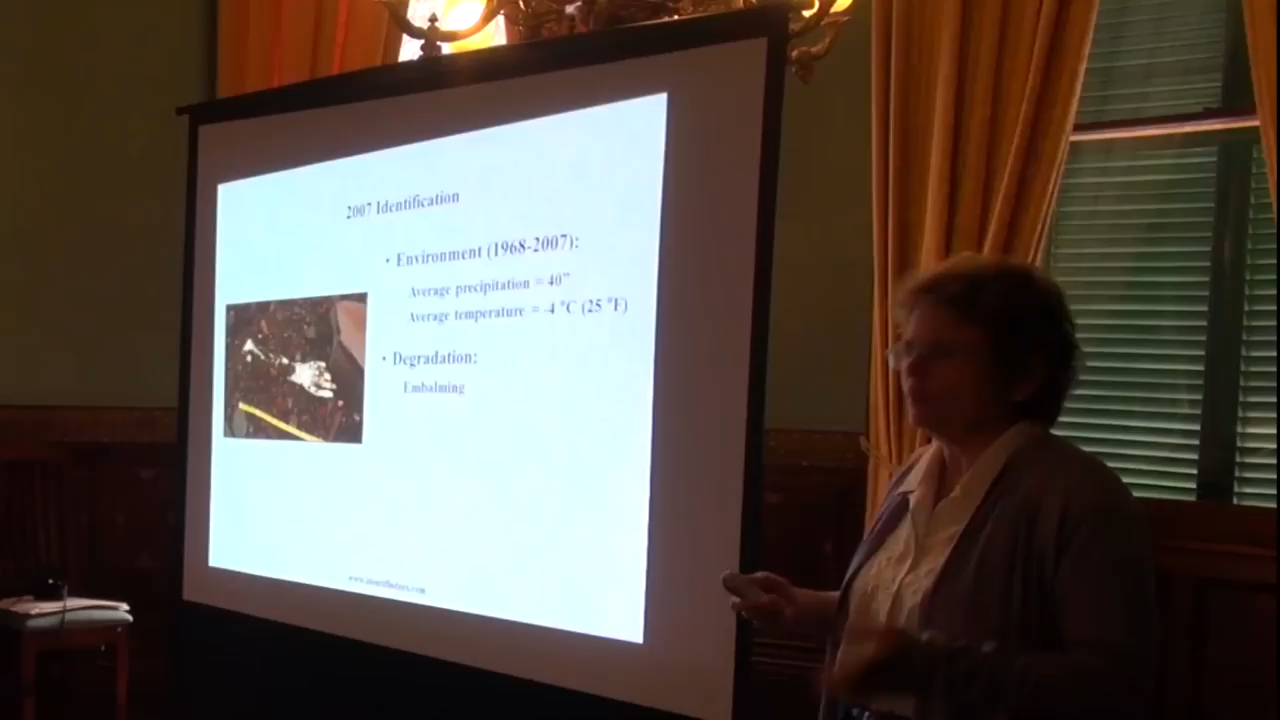 2007 Identification
• Environment (1968-2007):
Average precipitation = 40"
Average temperature = -4 °C (25 °F)
• Degradation:
Embalming